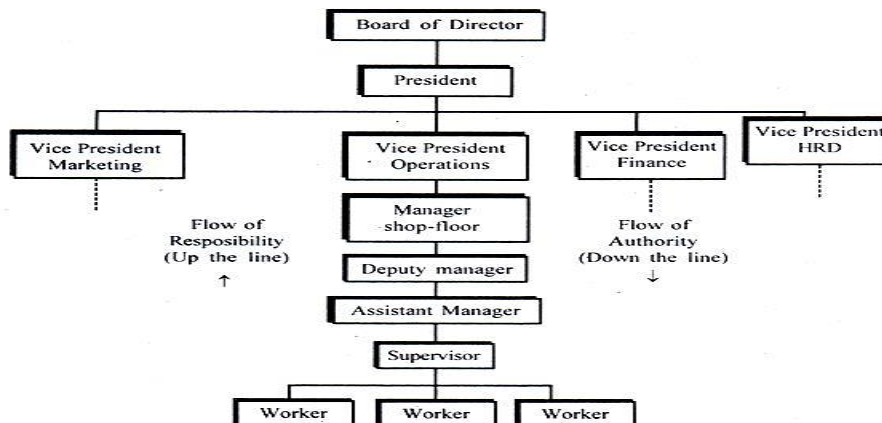 Board of Director
President
Vice President
Marketing
Vice President
Operations
Vice President
Finance
Vice President
HRD
Flow of
Resposibility
(Up the line)
↑
Manager
shop-floor
Flow of
Authority
(Down the line)
↓
Deputy manager
Assistant Manager
Supervisor
Worker
Worker
Worker